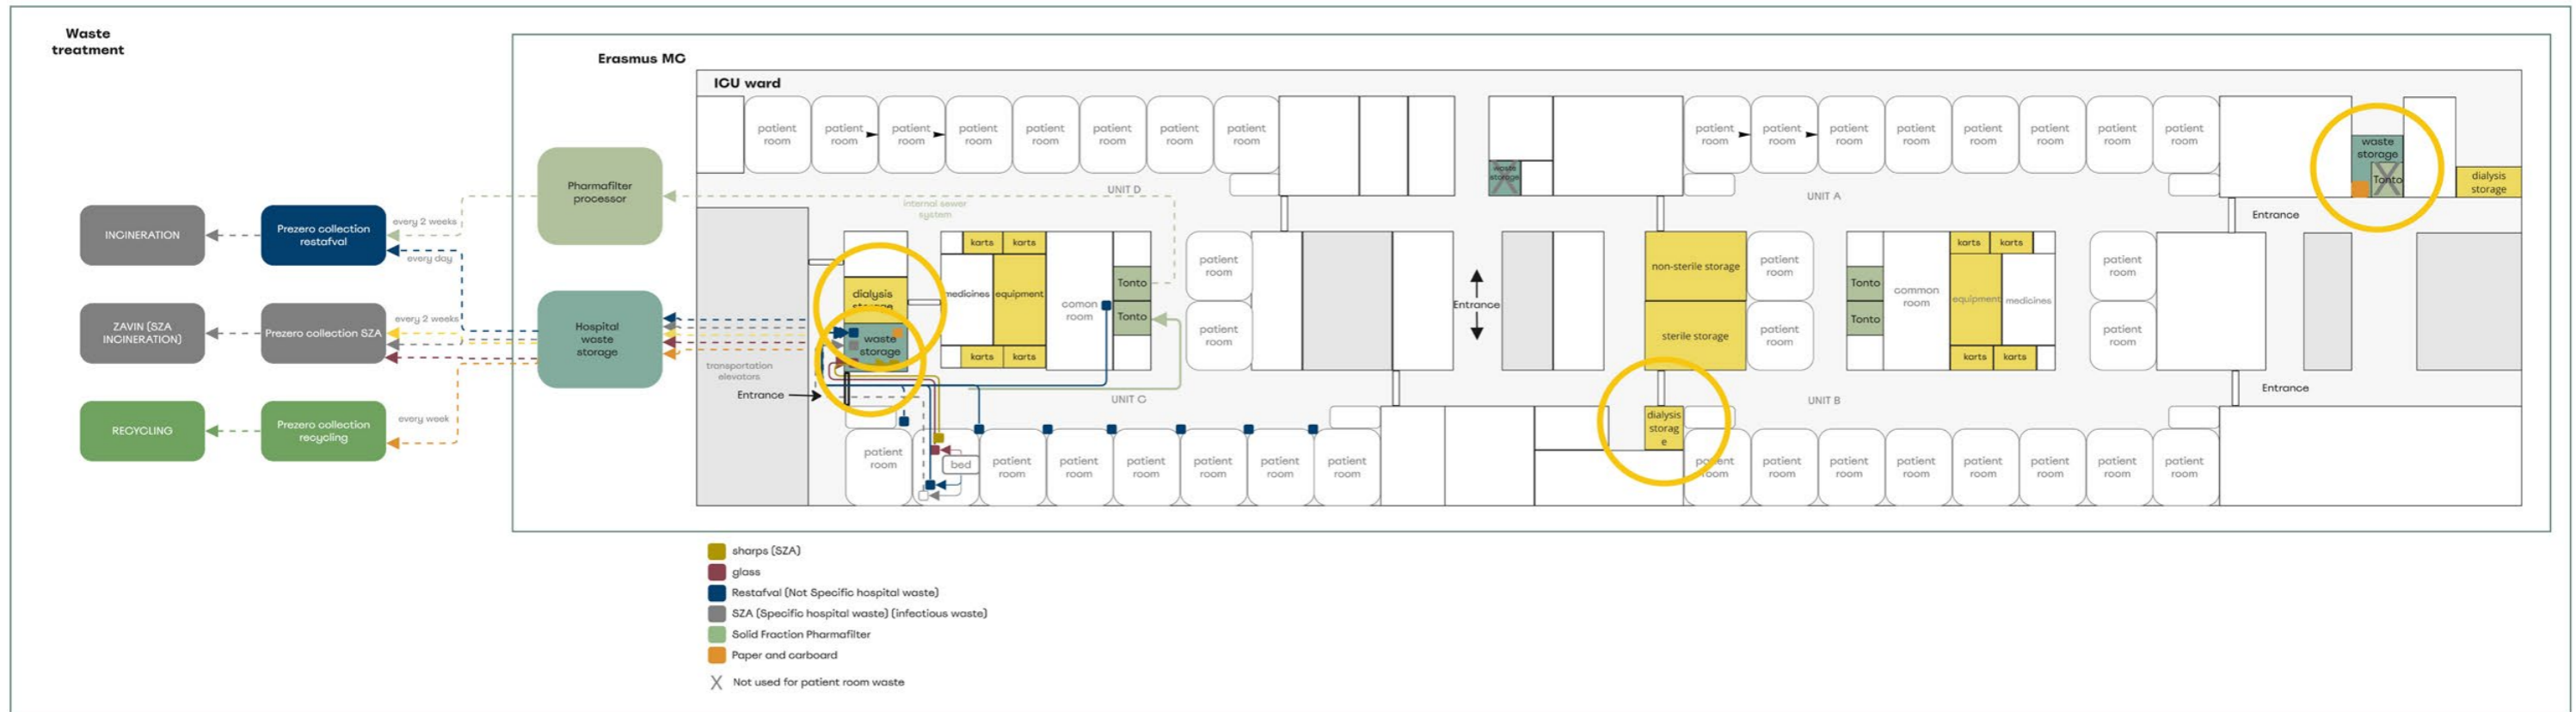 Waste
treatment
Erasmus MC
ICU ward
INCINERATION
Prezero collection
restafval
every 2 weeks
every day
Pharmafilter
processor
ZAVIN (SZA
INCINERATION)
Prezero collection SZA
every 2 weeks
Hospital
waste
storage
RECYCLING
Prezero collection
recycling
every week
patient
room
patient
room
patient
room
patient
room
patient
room
patient
room
patient
room
patient
room
UNIT D
internal sewer
system
waste
storage
patient
room
patient
room
patient
room
patient
room
patient
room
patient
room
patient
room
patient
room
UNIT A
waste
storage
Tonto
dialysis
storage
Entrance
transportation
elevators
Entrance
dialysis
storage
waste
storage
karts
karts
medicines
equipment
karts
karts
comon
room
Tonto
Tonto
patient
room
patient
room
Entrance
non-sterile storage
sterile storage
patient
room
patient
room
Tonto
Tonto
common
room
karts
karts
equipment
medicines
karts
karts
patient
room
patient
room
Entrance
UNIT C
UNIT B
patient
room
bed
patient
room
patient
room
patient
room
patient
room
patient
room
patient
room
dialysis
storag
e
patient
room
patient
room
patient
room
patient
room
patient
room
patient
room
patient
room
patient
room
sharps (SZA)
glass
Restafval (Not Specific hospital waste)
SZA (Specific hospital waste) (infectious waste)
Solid Fraction Pharmafilter
Paper and carboard
Not used for patient room waste